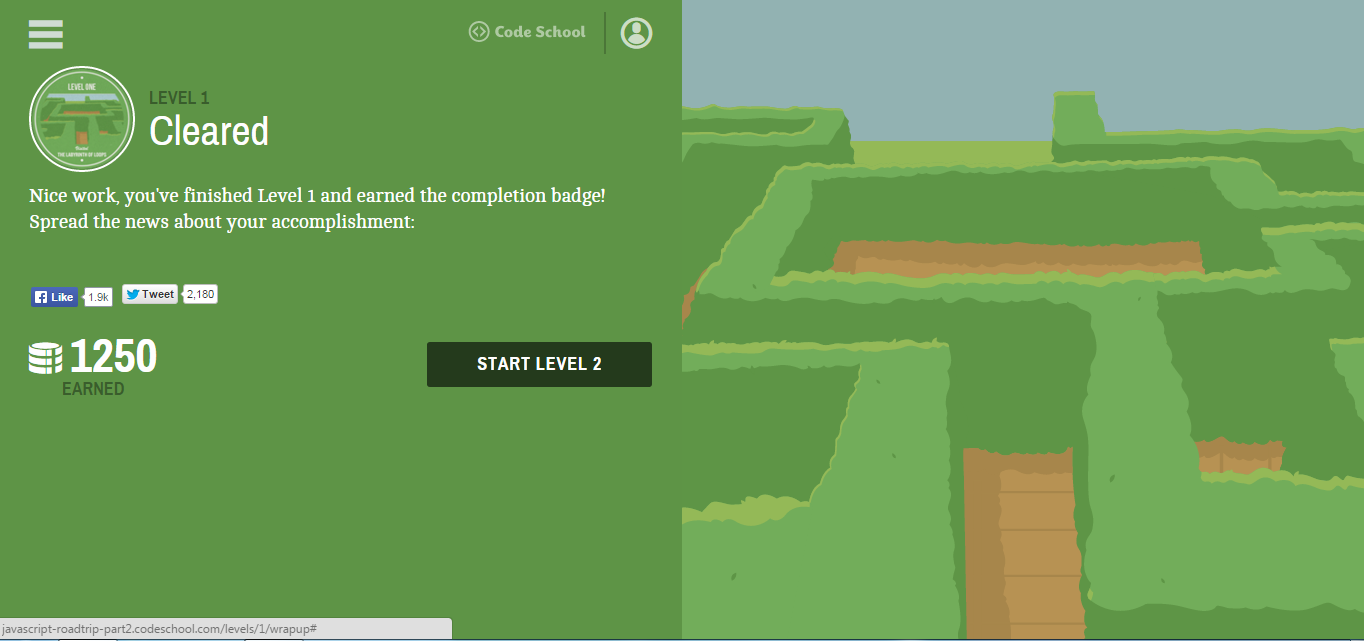 Code School
LEVEL ONE
THE LABYRINTH OF LOOPS
LEVEL 1
Cleared
Nice work, you've finished Level 1 and earned the completion badge!
Spread the news about your accomplishment:
Like
1.9k
Tweet
2,180
1250
EARNED
START LEVEL 2
javascript-roadtrip-part2.codeschool.com/levels/1/wrapup#